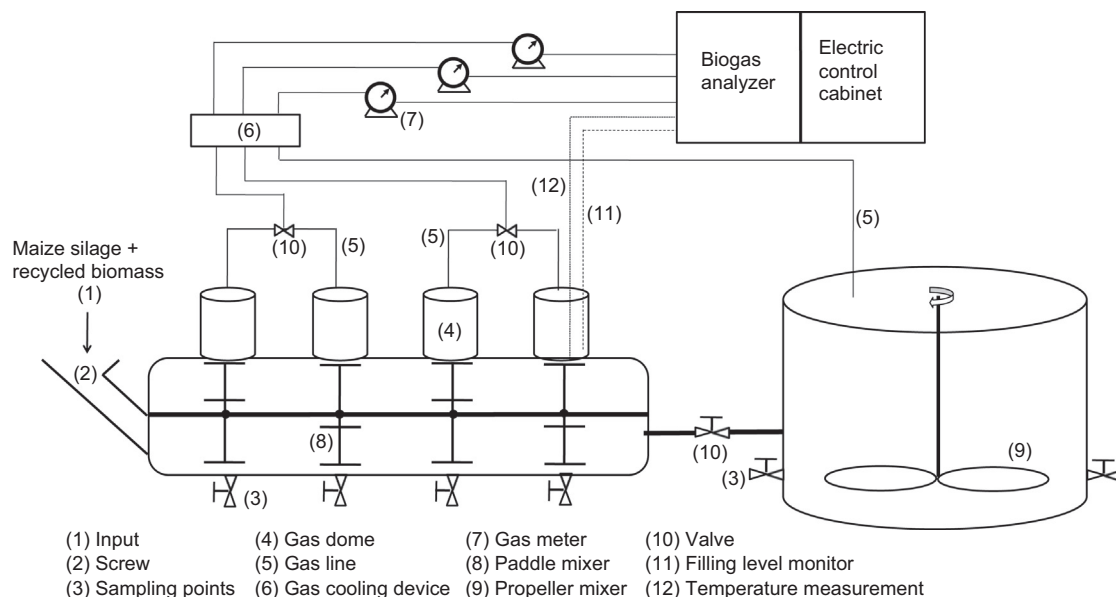 Biogas
analyzer
Electric
control
cabinet
(7)
(6)
(12)
(11)
(5)
(10)
(5)
(5)
(10)
Maize silage +
recycled biomass
(1)
(2)
(4)
(8)
(3)
(10)
(3)
(9)
(1) Input
(2) Screw
(3) Sampling points
(4) Gas dome
(5) Gas line
(6) Gas cooling device
(7) Gas meter
(8) Paddle mixer
(9) Propeller mixer
(10) Valve
(11) Filling level monitor
(12) Temperature measurement